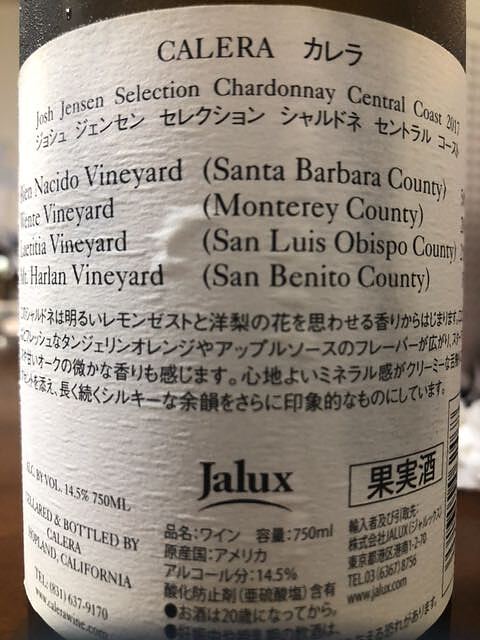 CALERA カレラ
Josh Jensen Selection Chardonnay Central Coast 2017
ジョシュ ジェンセン セレクション シャルドネ セントラル コースト
Nacido Vineyard (Santa Barbara County)
Vineyard (Monterey County)
Vineyard (San Luis Obispo County)
Mt. Harlan Vineyard (San Benito County)
シャルドネは明るいレモンゼストと洋梨の花を思わせる香りからはじまります。
フレッシュなタンジェリンオレンジやアップルソースのフレーバーが広がり、
甘いオークの微かな香りも感じます。心地よいミネラル感がクリーミーな
を添え、長く続くシルキーな余韻をさらに印象的なものにしています。
ALC. BY VOL. 14.5% 750ML
CELLARED & BOTTLED BY
CALERA
HOPLAND, CALIFORNIA
TEL: (831) 637-9170
www.calerawine.com
Jalux
品名:ワイン 容量:750ml
原産国:アメリカ
アルコール分:14.5%
酸化防止剤(亜硫酸塩)含有
●お酒は20歳になってから。
果実酒
輸入者及び引取先:
株式会社JALUX(ジャルックス)
東京都港区港南1-2-70
TEL.03 (6367) 8756
www.jalux.com